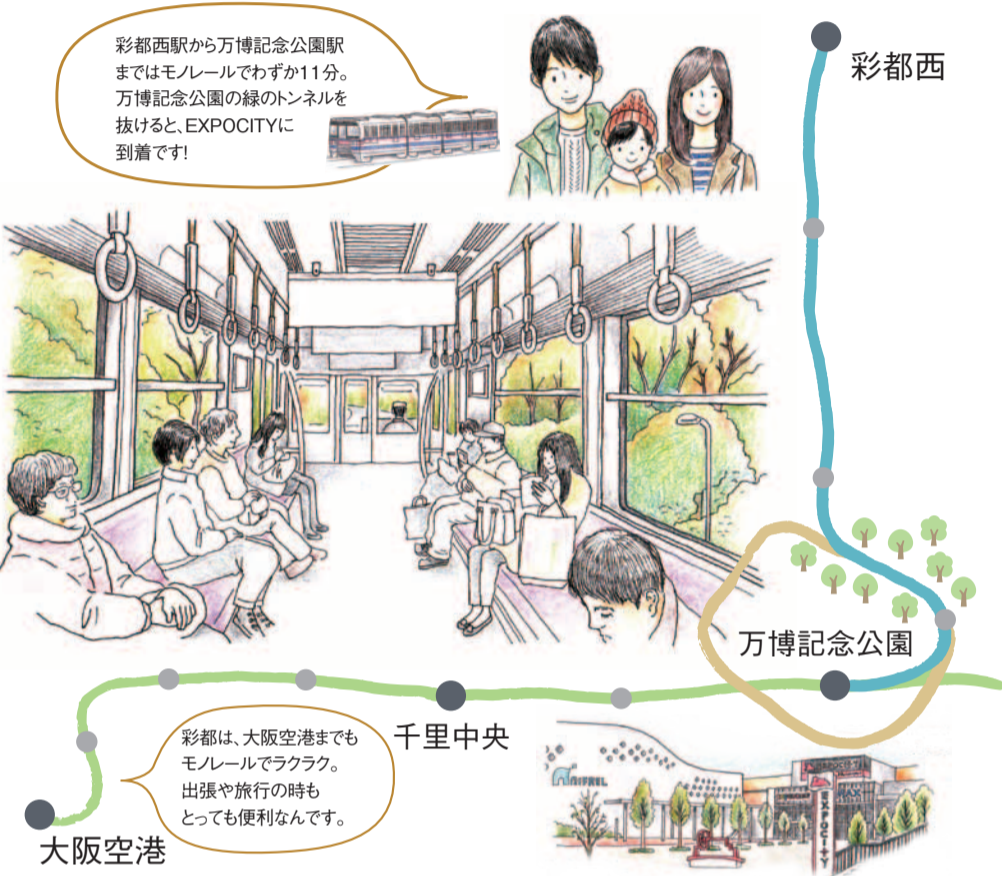 彩都西駅から万博記念公園駅
まではモノレールでわずか11分。
万博記念公園の緑のトンネルを
抜けると、EXPOCITYに
到着です!
彩都西
万博記念公園
千里中央
彩都は、大阪空港までも
モノレールでラクラク。
出張や旅行の時も
とっても便利なんです。
大阪空港
NIFREL
EXPOCITY